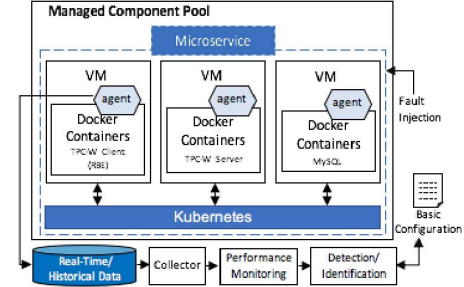 Managed Component Pool
Microservice
VM
agent
Docker
Containers
TPC-W Client
(RBE)
VM
agent
Docker
Containers
TPC-W Server
VM
agent
Docker
Containers
MySQL
Kubernetes
Fault
Injection
Basic
Configuration
Real-Time/
Historical Data
Collector
Performance
Monitoring
Detection/
Identification